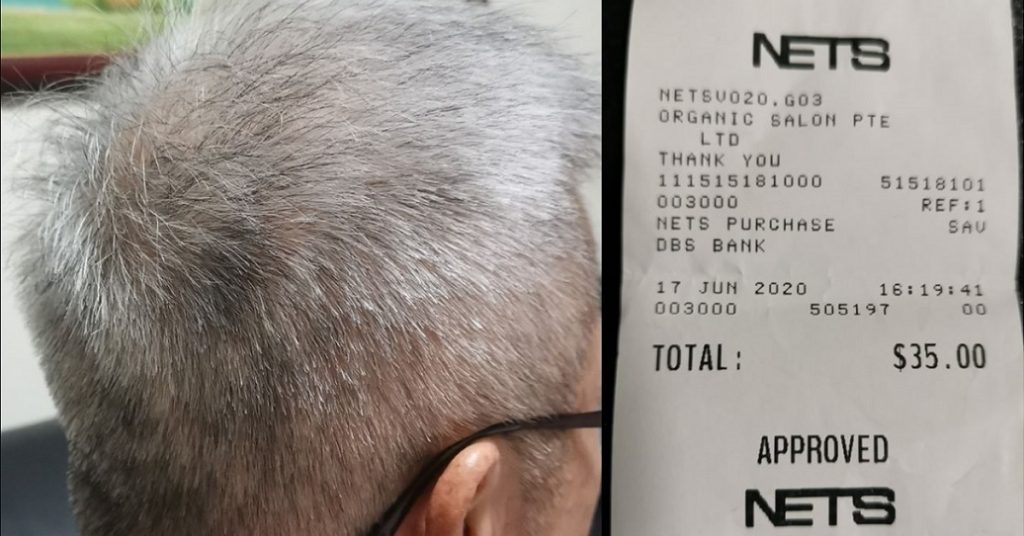 NETS
NETSV020.G03
ORGANIC SALON PTE
LTD
THANK YOU
111515181000 51518101
003000 REF:1
NETS PURCHASE SAV
DBS BANK
17 JUN 2020 16:19:41
003000 505197 00
TOTAL: $35.00
APPROVED
NETS